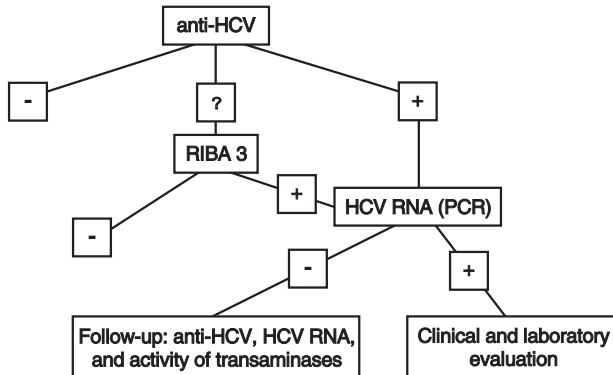 anti-HCV
-
?
+
RIBA 3
+
HCV RNA (PCR)
-
-
+
Follow-up: anti-HCV, HCV RNA,
and activity of transaminases
Clinical and laboratory
evaluation